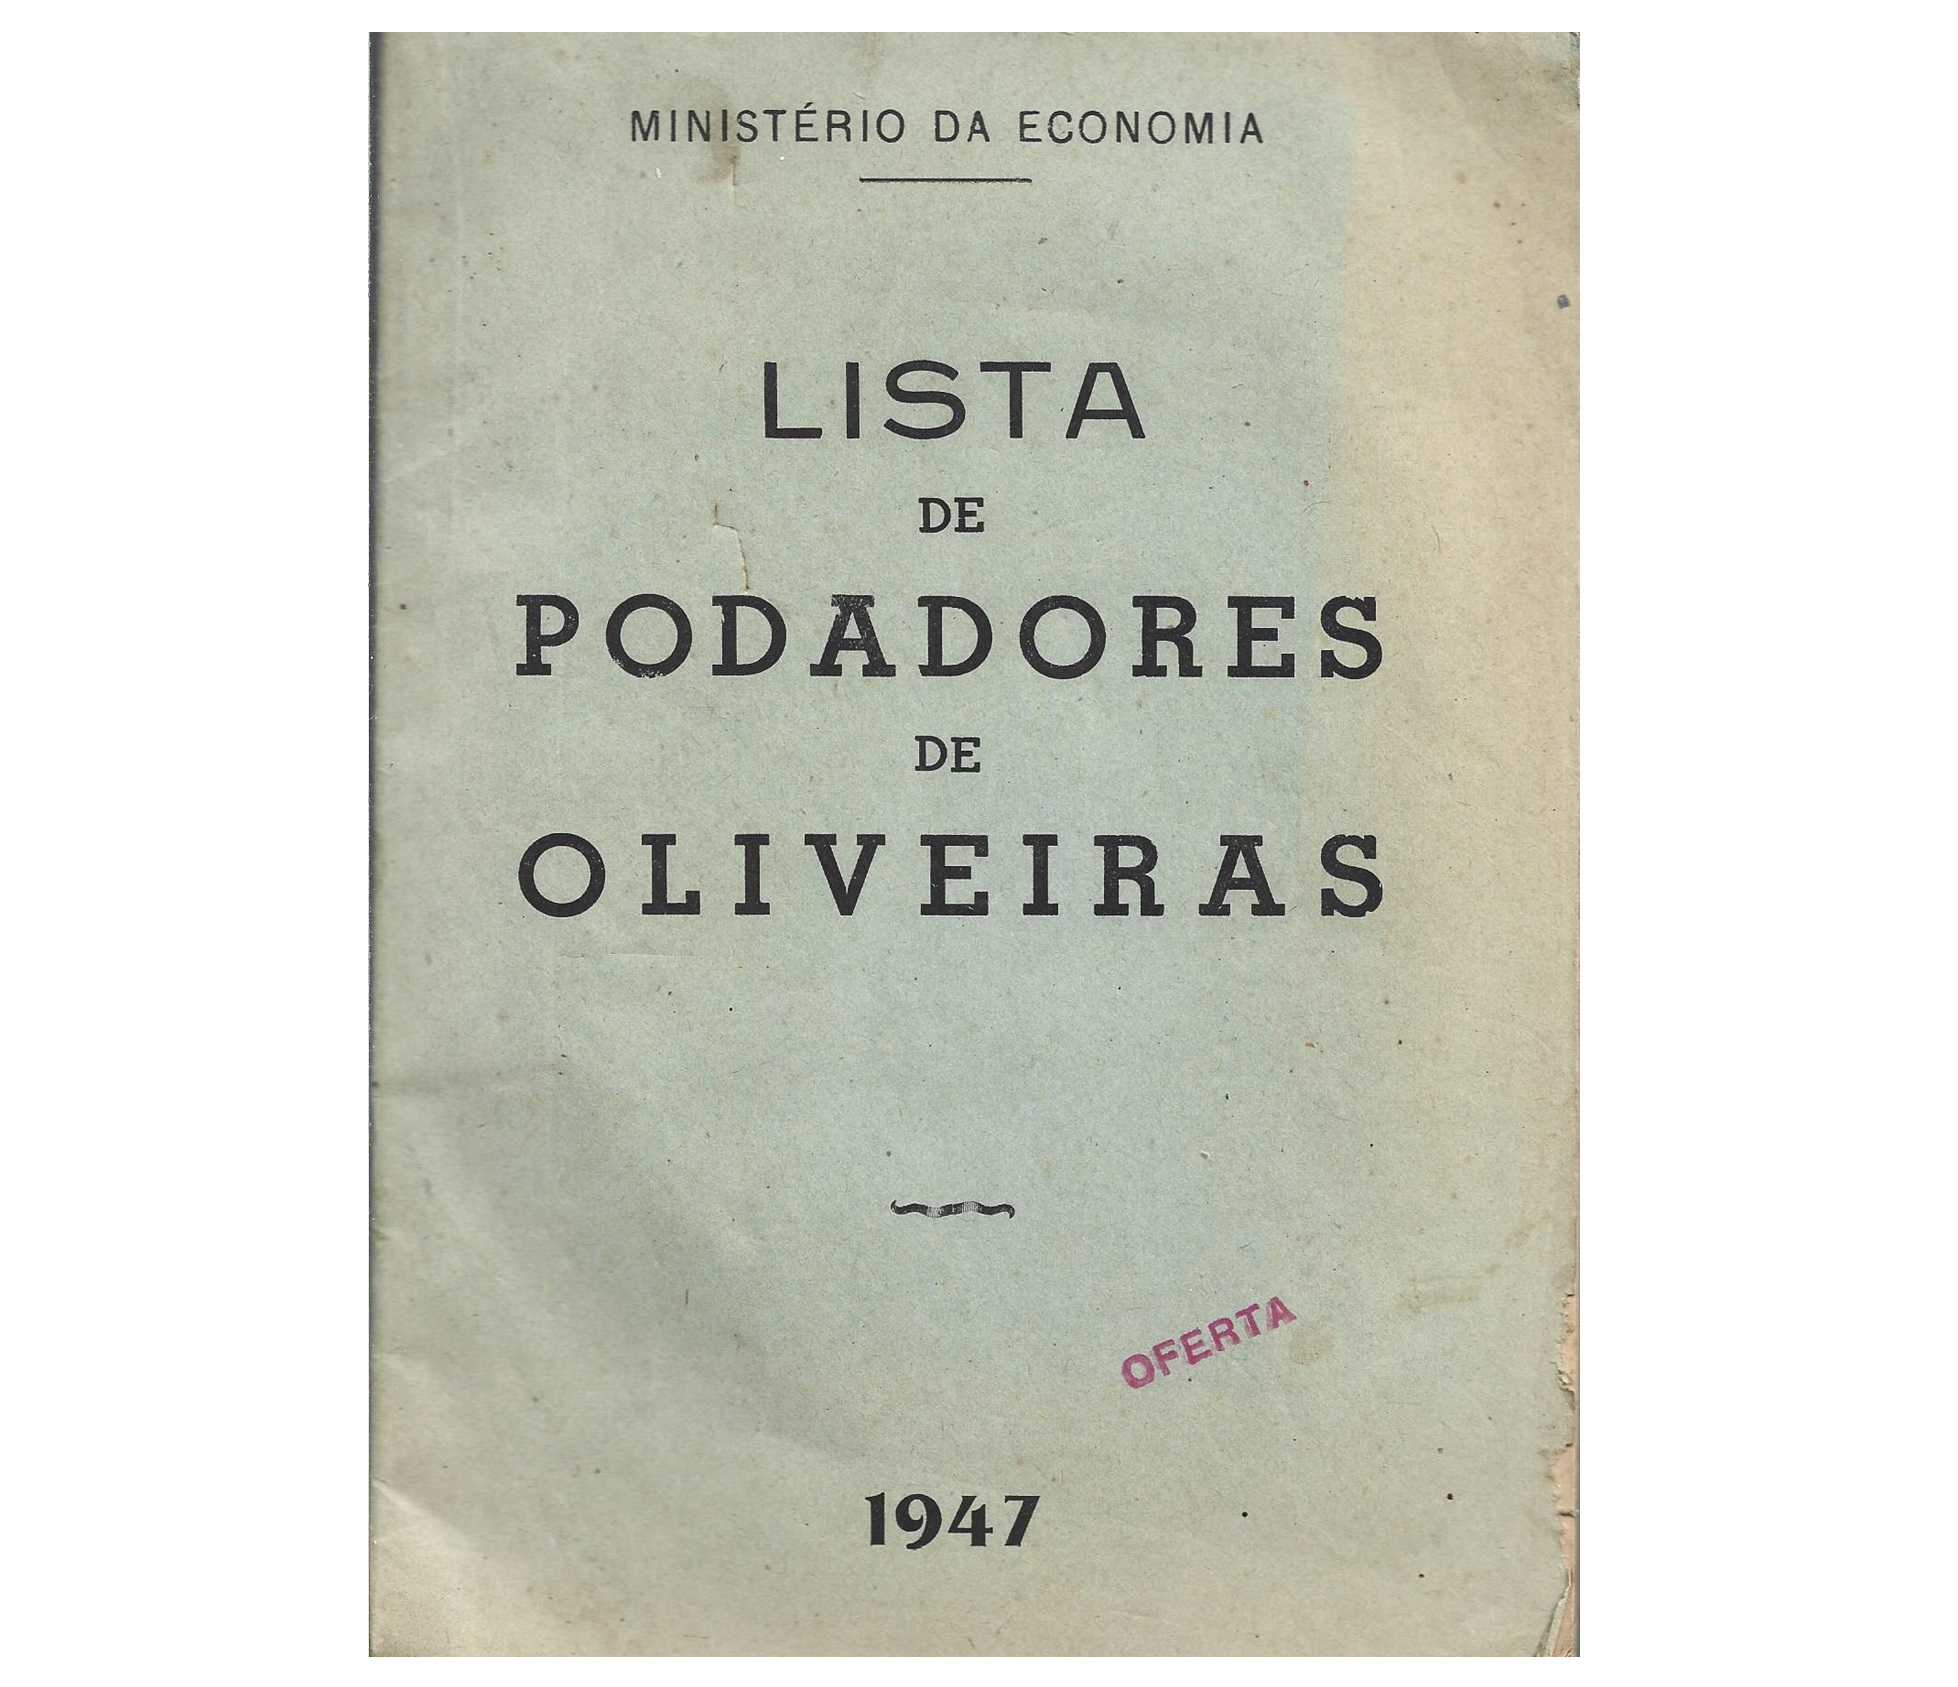 MINISTÉRIO DA ECONOMIA
LISTA
DE
PODADORES
DE
OLIVEIRAS
OFERTA
1947